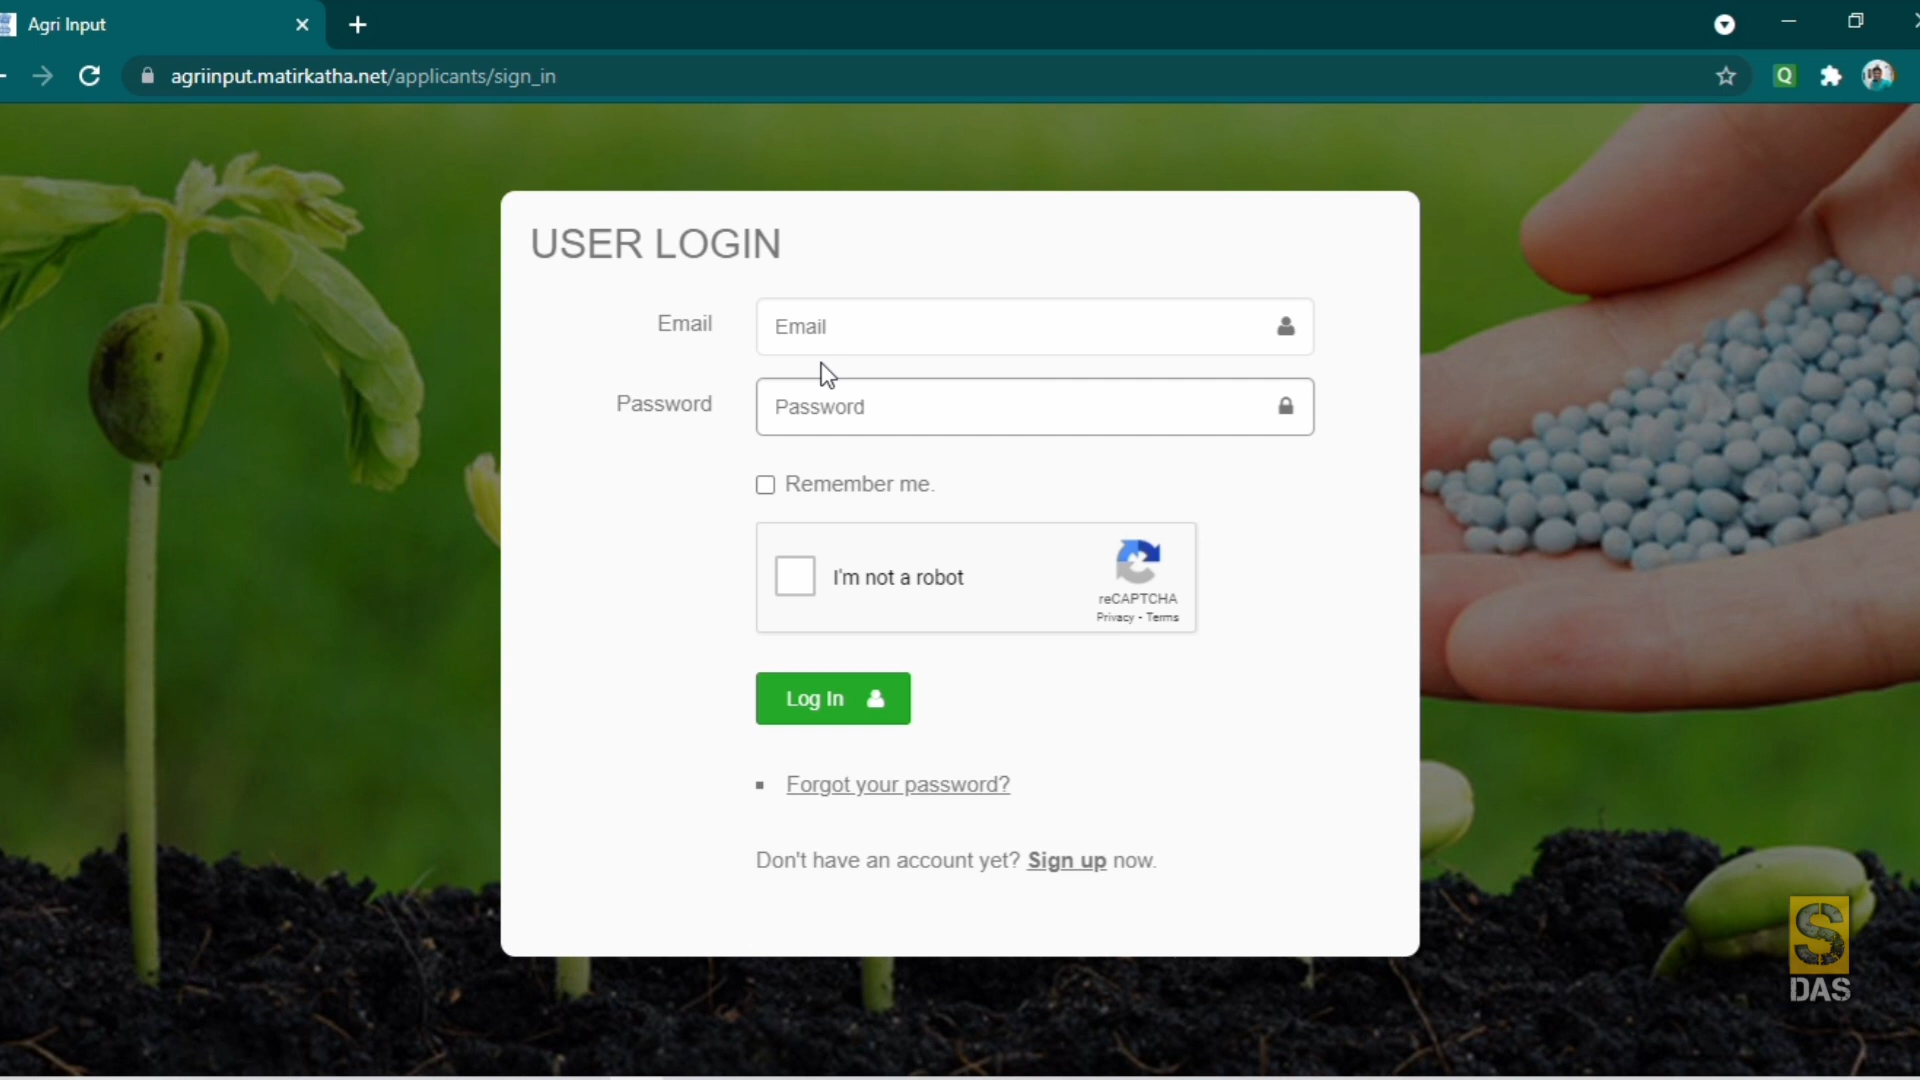 Agri Input
agriinput.matirkatha.net/applicants/sign_in
Q
USER LOGIN
Email
Email
Password
Password
Remember me.
I'm not a robot
reCAPTCHA
Privacy - Terms
Log In
Forgot your password?
Don't have an account yet? Sign up now.
S
DAS